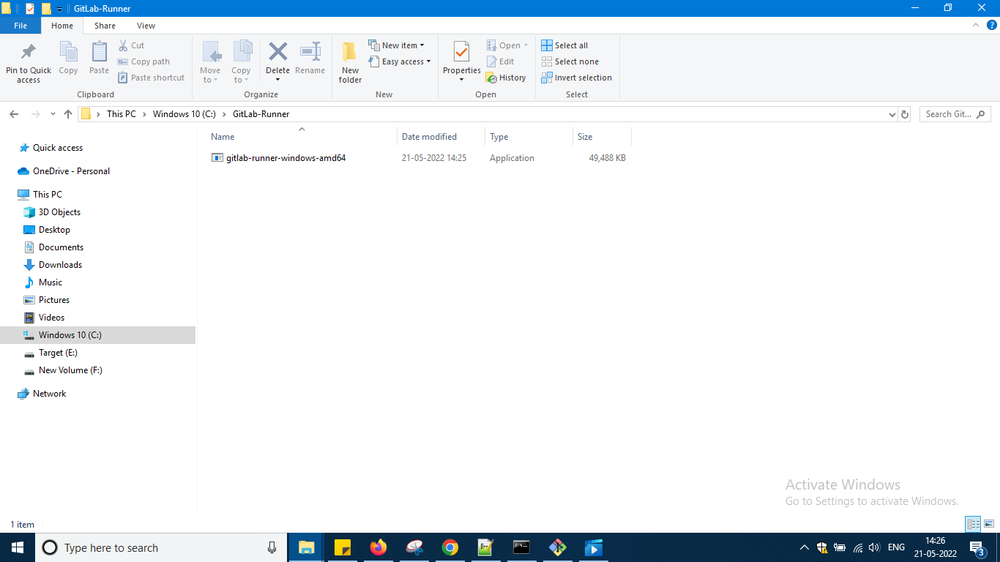 GitLab-Runner
File Home Share View
Pin to Quick access
Copy
Paste
Cut
Copy path
Paste shortcut
Clipboard
Move to
Copy to
Delete
Rename
Organize
New folder
New item
Easy access
New
Properties
Open
Edit
History
Open
Select all
Select none
Invert selection
Select
This PC Windows 10 (C:) GitLab-Runner
Search Git...
Name Date modified Type Size
gitlab-runner-windows-amd64 21-05-2022 14:25 Application 49,488 KB
Quick access
OneDrive - Personal
This PC
3D Objects
Desktop
Documents
Downloads
Music
Pictures
Videos
Windows 10 (C:)
Target (E:)
New Volume (F:)
Network
Activate Windows
Go to Settings to activate Windows.
1 item
Type here to search
ENG
14:26
21-05-2022
3